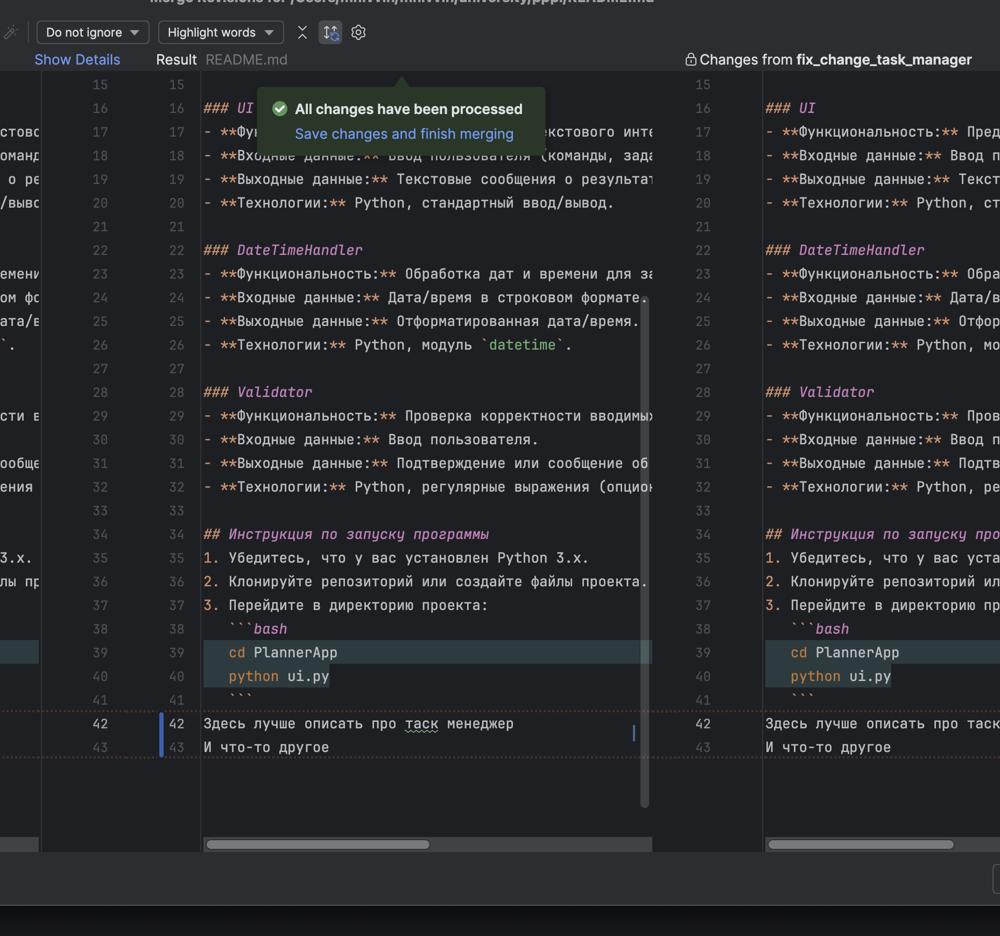 Merge Revisions for /Users/mnivvin/mnivvin/university/pppi/README.md
Do not ignore
Highlight words
Show Details
Result README.md
Changes from fix_change_task_manager
All changes have been processed
Save changes and finish merging
15 15
16 16 ### UI
17 17 - **Фун екстового инте
18 18 - **Входные данные:** Ввод пользователя (команды, зада
19 19 - **Выходные данные:** Текстовые сообщения о результат
20 20 - **Технологии:** Python, стандартный ввод/вывод.
21 21
22 22 ### DateTimeHandler
23 23 - **Функциональность:** Обработка дат и времени для за
24 24 - **Входные данные:** Дата/время в строковом формате.
25 25 - **Выходные данные:** Отформатированная дата/время.
26 26 - **Технологии:** Python, модуль `datetime`.
27 27
28 28 ### Validator
29 29 - **Функциональность:** Проверка корректности вводимых
30 30 - **Входные данные:** Ввод пользователя.
31 31 - **Выходные данные:** Подтверждение или сообщение об
32 32 - **Технологии:** Python, регулярные выражения (опцион
33 33
34 34 ## Инструкция по запуску программы
35 35 1. Убедитесь, что у вас установлен Python 3.x.
36 36 2. Клонируйте репозиторий или создайте файлы проекта.
37 37 3. Перейдите в директорию проекта:
38 38 ```bash
39 39 cd PlannerApp
40 40 python ui.py
41 41 ```
42 42 Здесь лучше описать про таск менеджер
43 43 И что-то другое
15
16 ### UI
17 - **Функциональность:** Пред
18 - **Входные данные:** Ввод п
19 - **Выходные данные:** Текст
20 - **Технологии:** Python, ст
21
22 ### DateTimeHandler
23 - **Функциональность:** Обра
24 - **Входные данные:** Дата/в
25 - **Выходные данные:** Отфор
26 - **Технологии:** Python, мо
27
28 ### Validator
29 - **Функциональность:** Пров
30 - **Входные данные:** Ввод п
31 - **Выходные данные:** Подтв
32 - **Технологии:** Python, ре
33
34 ## Инструкция по запуску про
35 1. Убедитесь, что у вас уста
36 2. Клонируйте репозиторий ил
37 3. Перейдите в директорию пр
38 ```bash
39 cd PlannerApp
40 python ui.py
41 ```
42 Здесь лучше описать про таск
43 И что-то другое
стово
оманд
о ре
/выво
емени
ом фо
ата/в
`.
сти в
ообще
ения
3.x.
лы пр